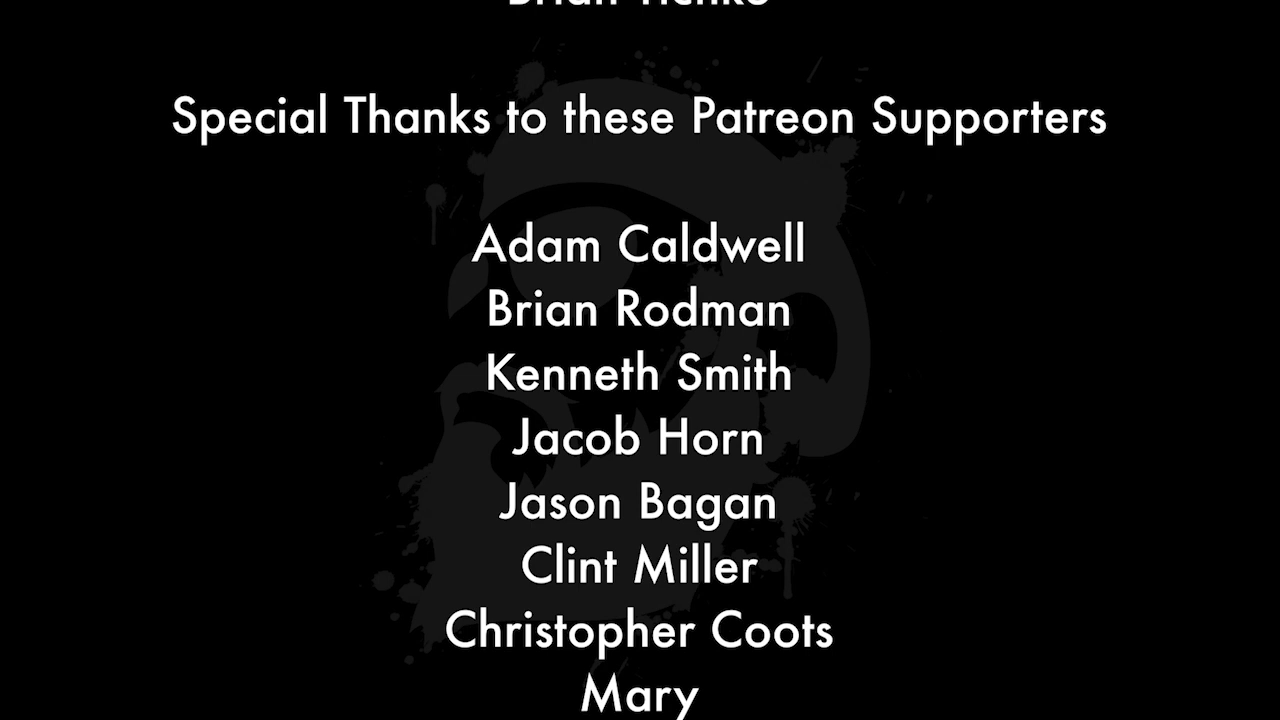 Brian
Special Thanks to these Patreon Supporters
Adam Caldwell
Brian Rodman
Kenneth Smith
Jacob Horn
Jason Bagan
Clint Miller
Christopher Coots
Mary